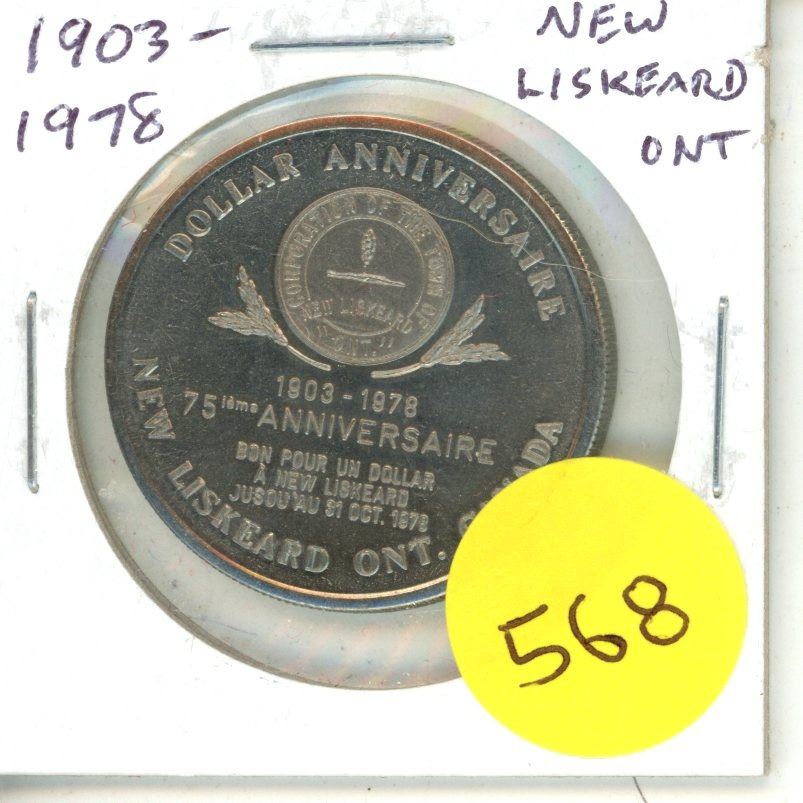 1903-
1978
NEW
LISKEARD
ONT
DOLLAR ANNIVERSAIRE
CORPORATION OF THE TOWN OF
NEW LISKEARD
"ONT."
1903-1978
75ième ANNIVERSAIRE
BON POUR UN DOLLAR
À NEW LISKEARD
JUSQU'AU 31 OCT. 1978
NEW LISKEARD ONT.
568